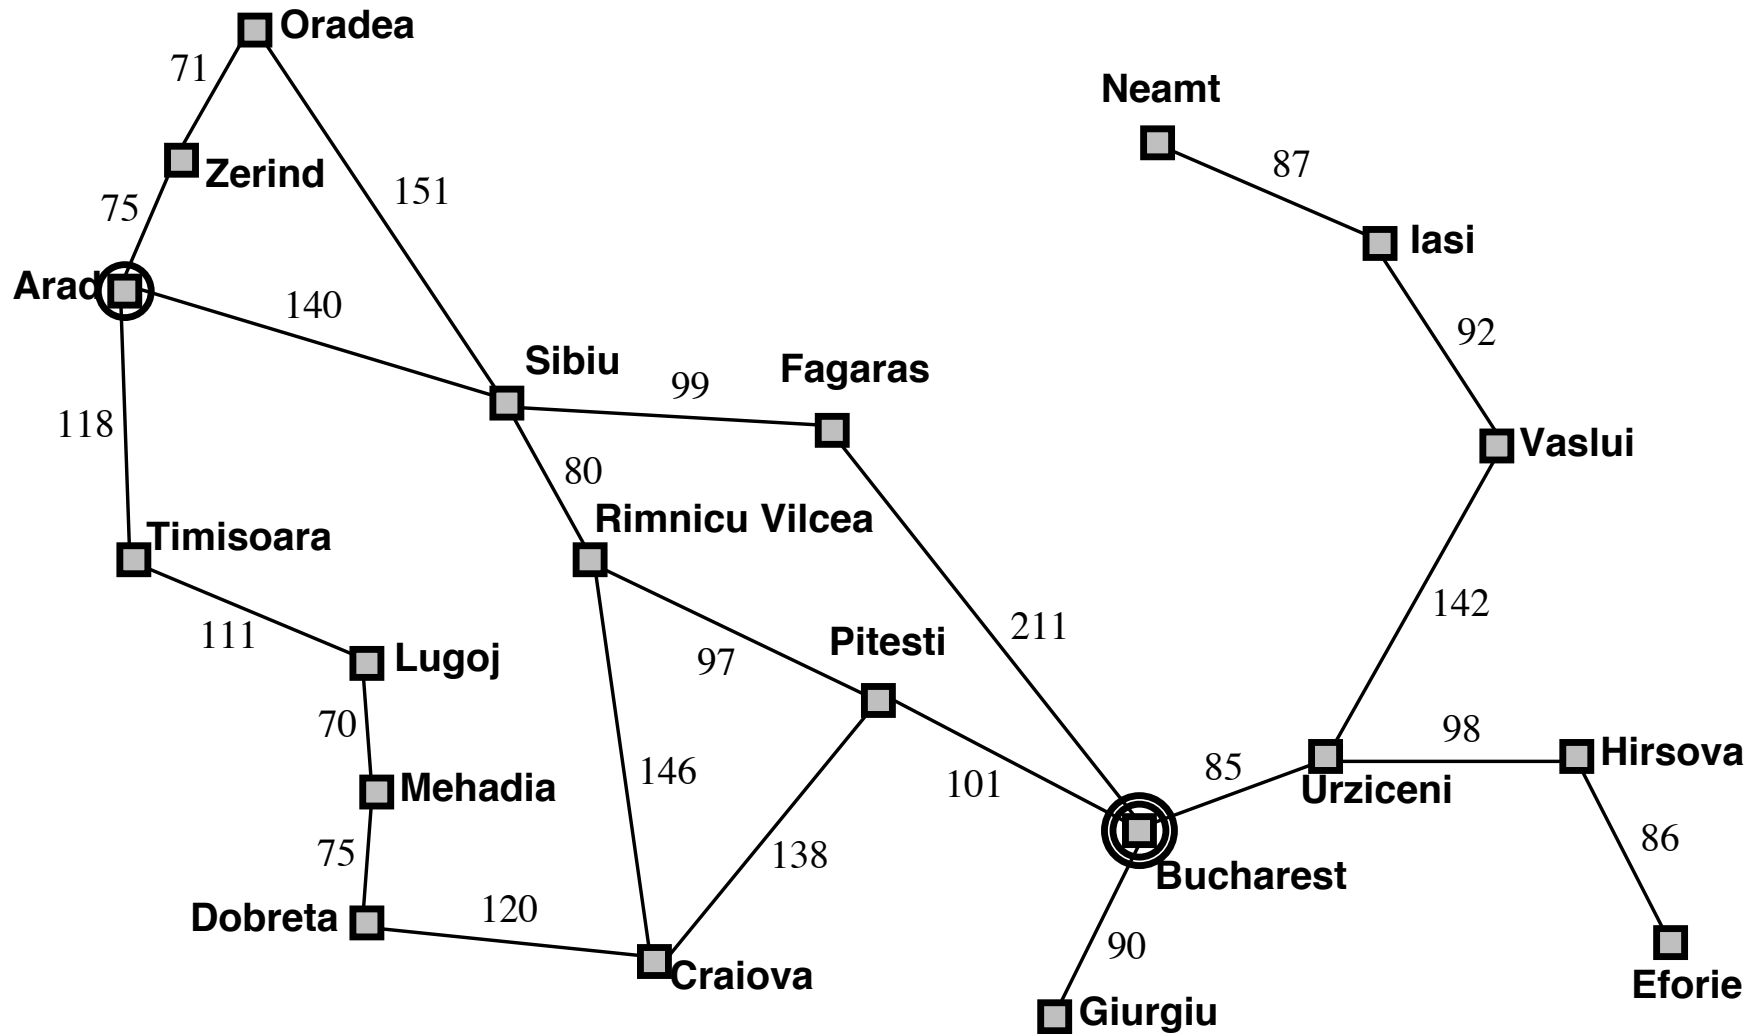 Oradea
71
Neamt
87
Zerind
151
75
Iasi
Arad
140
92
Sibiu
99
Fagaras
118
Vaslui
80
Rimnicu Vilcea
Timisoara
142
211
111
Pitesti
Lugoj
97
70
98
Hirsova
146
85
101
Mehadia
Urziceni
86
75
138
Bucharest
120
Dobreta
90
Craiova
Eforie
Giurgiu